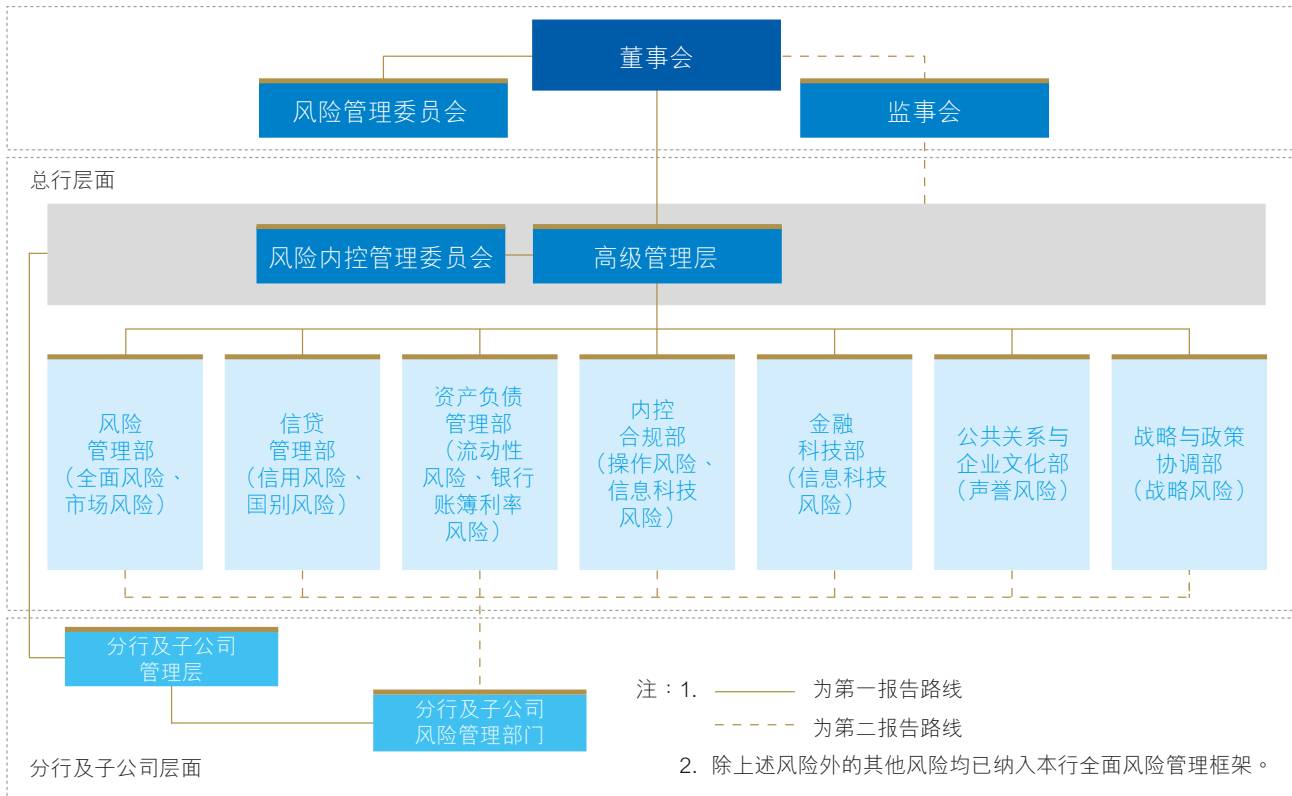 董事会
风险管理委员会
监事会
总行层面
风险内控管理委员会
高级管理层
风险
管理部
（全面风险、
市场风险）
信贷
管理部
（信用风险、
国别风险）
资产负债
管理部
（流动性
风险、银行
账簿利率
风险）
内控
合规部
（操作风险、
信息科技
风险）
金融
科技部
（信息科技
风险）
公共关系与
企业文化部
（声誉风险）
战略与政策
协调部
（战略风险）
分行及子公司
管理层
分行及子公司
风险管理部门
注：1. 为第一报告路线
为第二报告路线
2. 除上述风险外的其他风险均已纳入本行全面风险管理框架。
分行及子公司层面